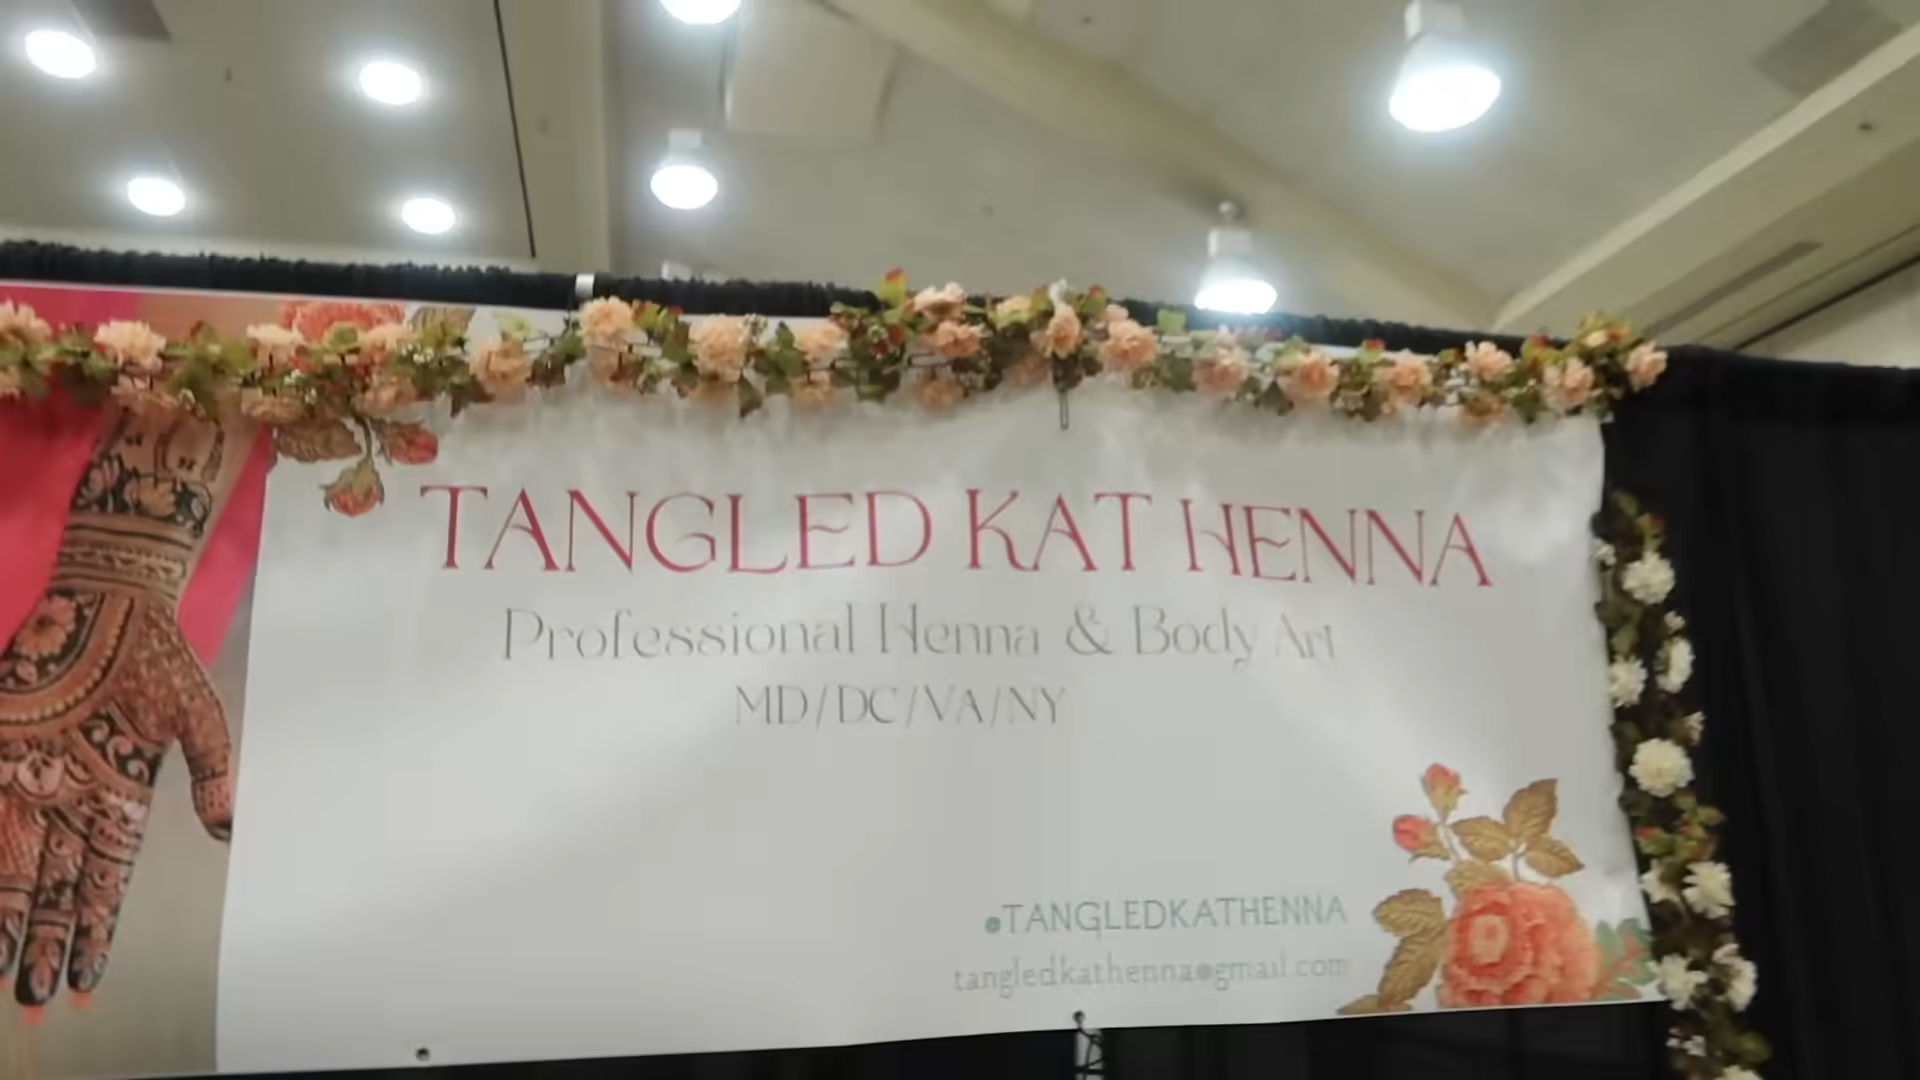 TANGLED KAT HENNA
Professional Henna & Body Art
MD/DC/VA/NY
@TANGLEDKATHENNA
tangledkathenna@gmail.com